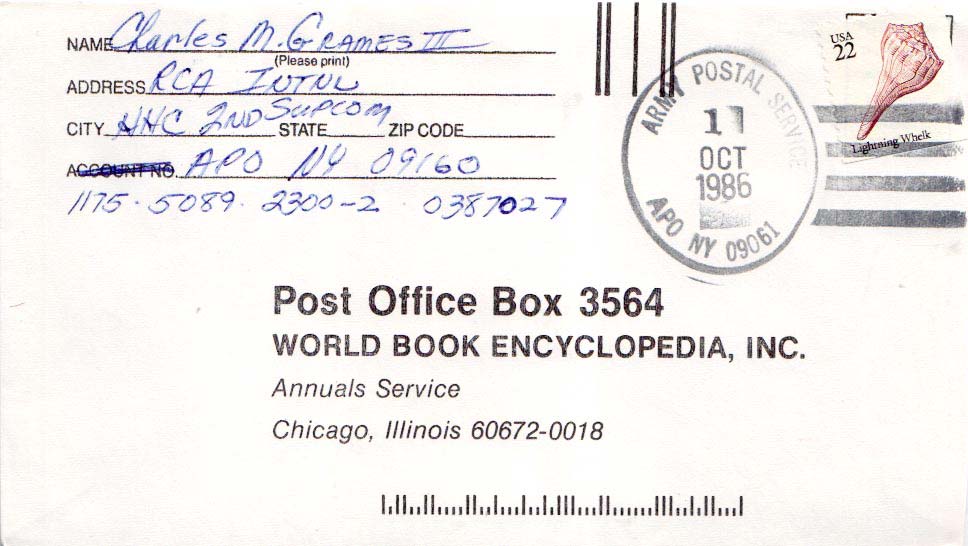 NAME Charles M. GRAMES III
(Please print)
ADDRESS RCA INTNL
CITY HHC 2ND SUPCOM STATE ZIP CODE
ACCOUNT NO. APO NY 09160
1175-5089-2300-2 0387027
ARMY POSTAL SERVICE
1
OCT
1986
APO NY 09061
USA
22
Lightning Whelk
Post Office Box 3564
WORLD BOOK ENCYCLOPEDIA, INC.
Annuals Service
Chicago, Illinois 60672-0018